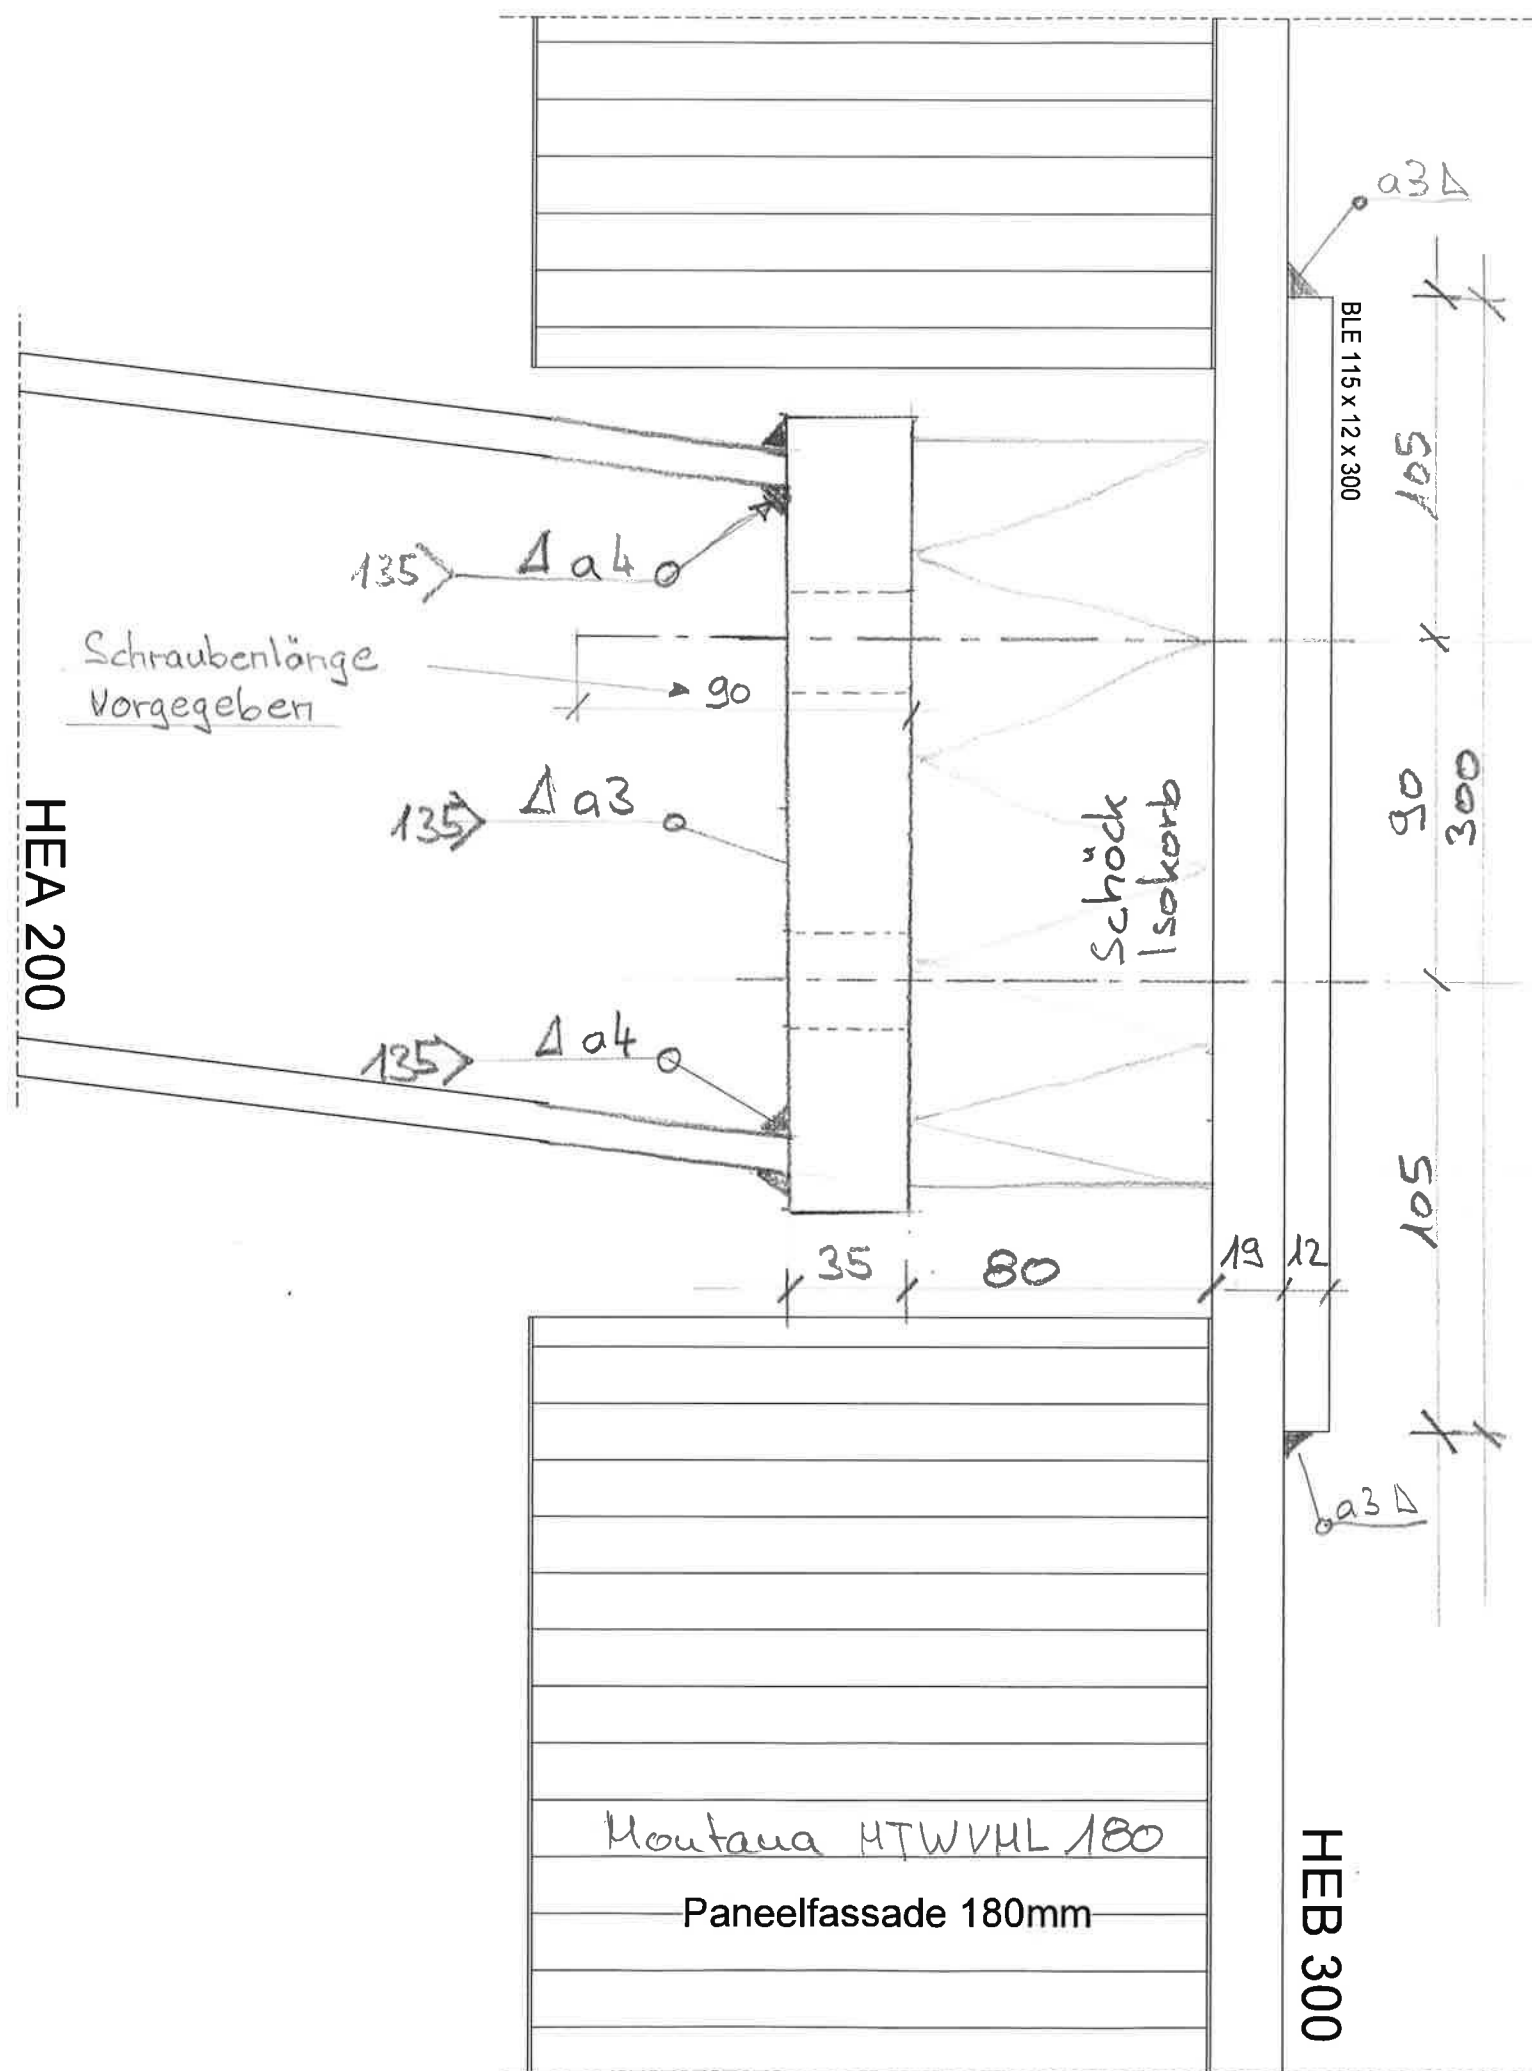 a3
BLE 115 x 12 x 300
105
135 a4
Schraubenlänge
Vorgegeben
90
90
300
135 a3
Schöck
Isokorb
HEA 200
135 a4
105
35 80 19 12
a3
Montana MTWVML 180
Paneelfassade 180mm
HEB 300